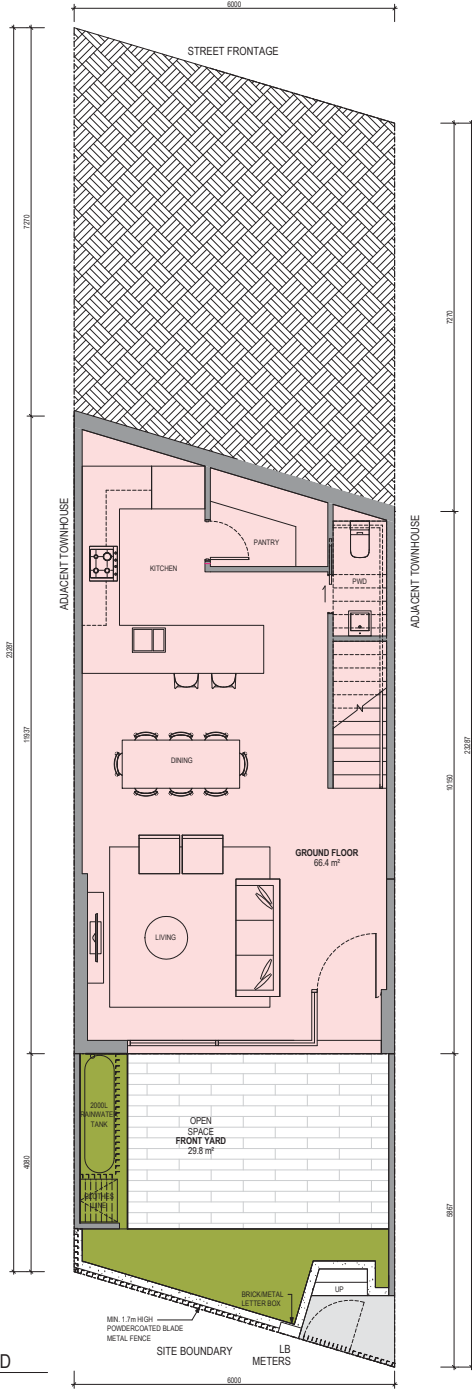 6000
STREET FRONTAGE
7270
7270
ADJACENT TOWNHOUSE
ADJACENT TOWNHOUSE
KITCHEN
PANTRY
PWD
23287
11937
10150
23287
DINING
GROUND FLOOR
66.4 m²
LIVING
2000L
RAINWATER
TANK
OPEN
SPACE
FRONT YARD
29.8 m²
4080
5867
CLOTHES
LINE
BRICK/METAL
LETTER BOX
UP
MIN. 1.7m HIGH
POWDERCOATED BLADE
METAL FENCE
SITE BOUNDARY
LB
METERS
D
6000